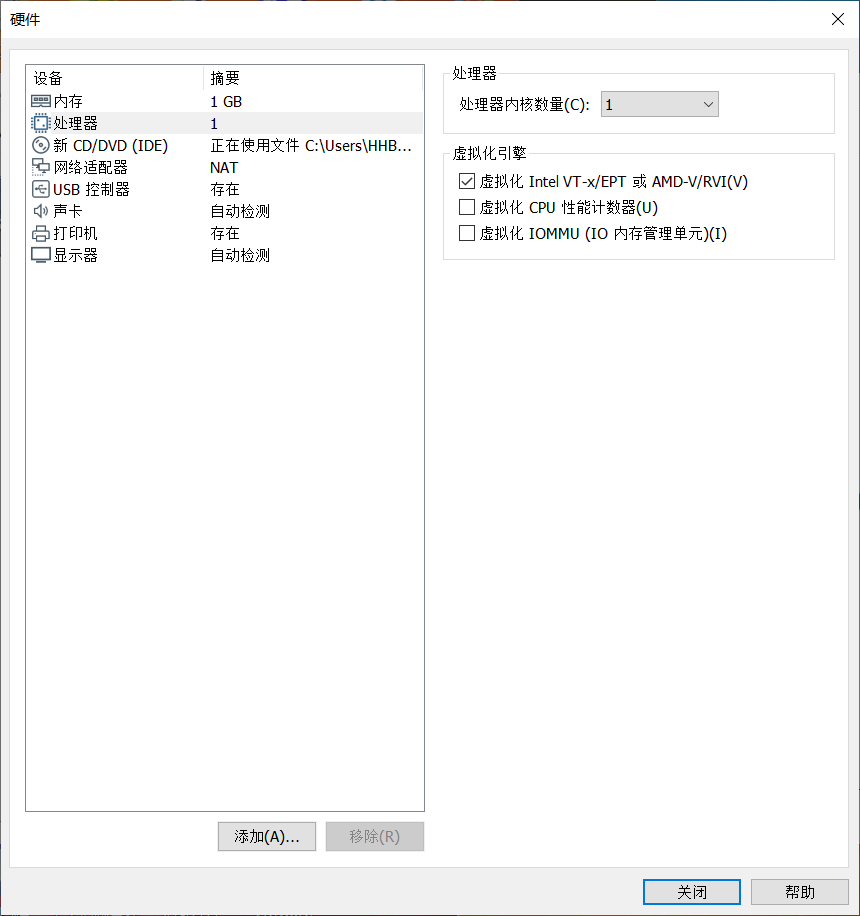 硬件
设备 摘要
内存 1 GB
处理器 1
新 CD/DVD (IDE) 正在使用文件 C:\Users\HHB...
网络适配器 NAT
USB 控制器 存在
声卡 自动检测
打印机 存在
显示器 自动检测
添加(A)... 移除(R)
处理器
处理器内核数量(C): 1
虚拟化引擎
虚拟化 Intel VT-x/EPT 或 AMD-V/RVI(V)
虚拟化 CPU 性能计数器(U)
虚拟化 IOMMU (IO 内存管理单元)(I)
关闭 帮助